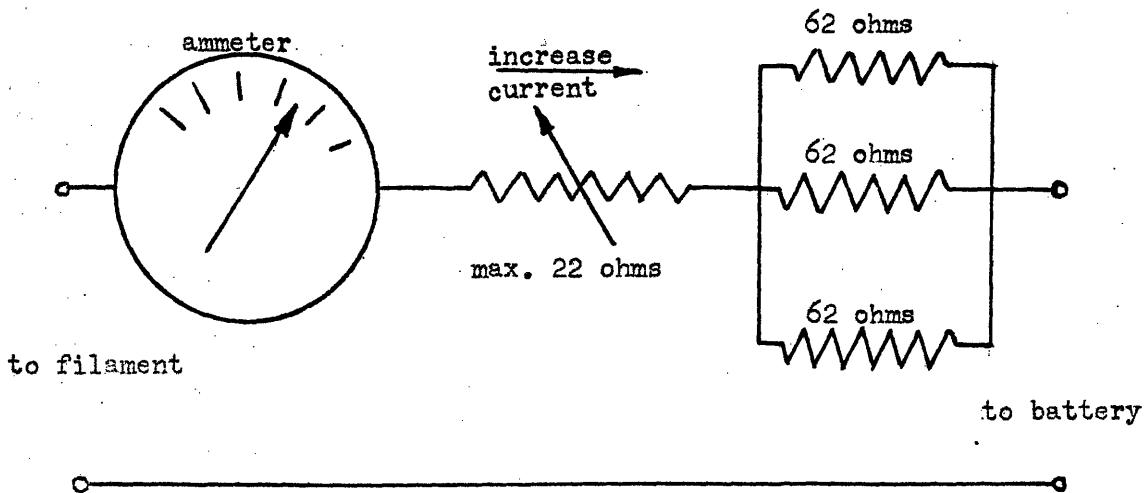 62 ohms
ammeter
increase
current
62 ohms
max. 22 ohms
62 ohms
to filament
to battery